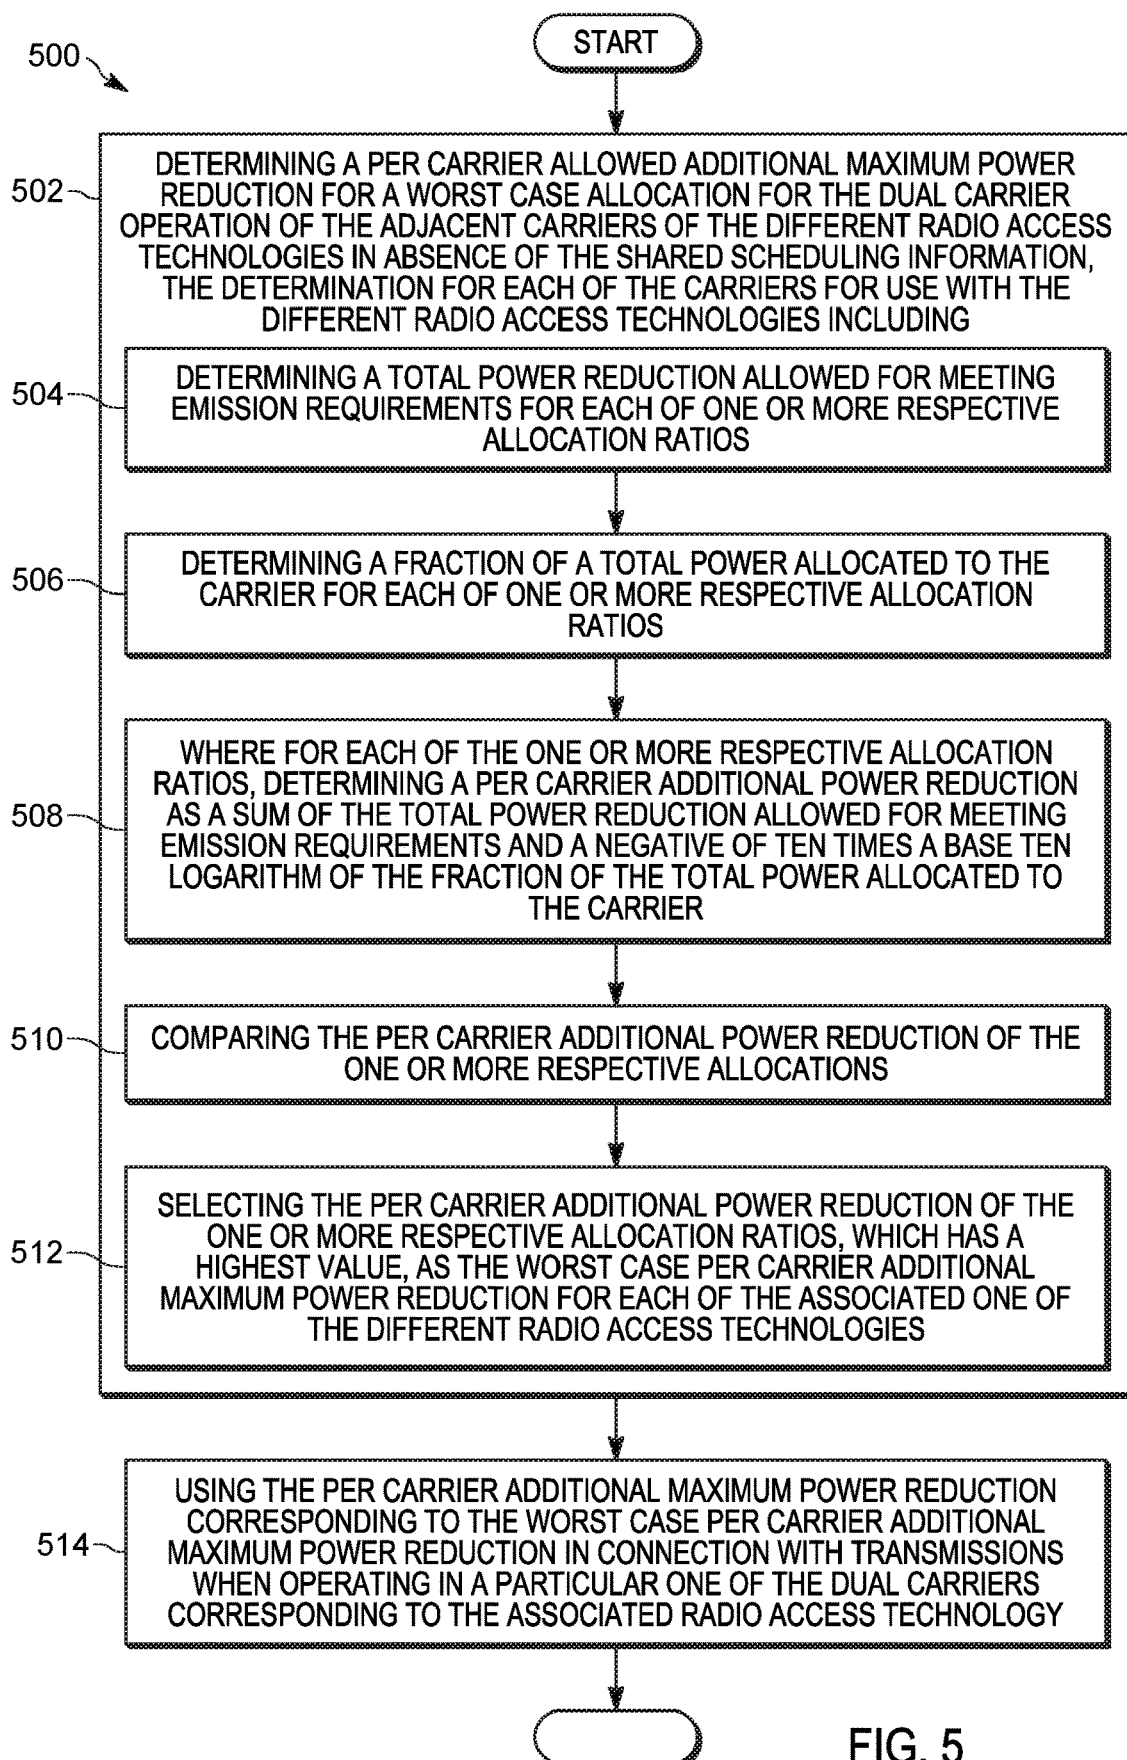 START
500
502
DETERMINING A PER CARRIER ALLOWED ADDITIONAL MAXIMUM POWER
REDUCTION FOR A WORST CASE ALLOCATION FOR THE DUAL CARRIER
OPERATION OF THE ADJACENT CARRIERS OF THE DIFFERENT RADIO ACCESS
TECHNOLOGIES IN ABSENCE OF THE SHARED SCHEDULING INFORMATION,
THE DETERMINATION FOR EACH OF THE CARRIERS FOR USE WITH THE
DIFFERENT RADIO ACCESS TECHNOLOGIES INCLUDING
504
DETERMINING A TOTAL POWER REDUCTION ALLOWED FOR MEETING
EMISSION REQUIREMENTS FOR EACH OF ONE OR MORE RESPECTIVE
ALLOCATION RATIOS
506
DETERMINING A FRACTION OF A TOTAL POWER ALLOCATED TO THE
CARRIER FOR EACH OF ONE OR MORE RESPECTIVE ALLOCATION
RATIOS
508
WHERE FOR EACH OF THE ONE OR MORE RESPECTIVE ALLOCATION
RATIOS, DETERMINING A PER CARRIER ADDITIONAL POWER REDUCTION
AS A SUM OF THE TOTAL POWER REDUCTION ALLOWED FOR MEETING
EMISSION REQUIREMENTS AND A NEGATIVE OF TEN TIMES A BASE TEN
LOGARITHM OF THE FRACTION OF THE TOTAL POWER ALLOCATED TO
THE CARRIER
510
COMPARING THE PER CARRIER ADDITIONAL POWER REDUCTION OF THE
ONE OR MORE RESPECTIVE ALLOCATIONS
512
SELECTING THE PER CARRIER ADDITIONAL POWER REDUCTION OF THE
ONE OR MORE RESPECTIVE ALLOCATION RATIOS, WHICH HAS A
HIGHEST VALUE, AS THE WORST CASE PER CARRIER ADDITIONAL
MAXIMUM POWER REDUCTION FOR EACH OF THE ASSOCIATED ONE OF
THE DIFFERENT RADIO ACCESS TECHNOLOGIES
514
USING THE PER CARRIER ADDITIONAL MAXIMUM POWER REDUCTION
CORRESPONDING TO THE WORST CASE PER CARRIER ADDITIONAL
MAXIMUM POWER REDUCTION IN CONNECTION WITH TRANSMISSIONS
WHEN OPERATING IN A PARTICULAR ONE OF THE DUAL CARRIERS
CORRESPONDING TO THE ASSOCIATED RADIO ACCESS TECHNOLOGY
FIG. 5